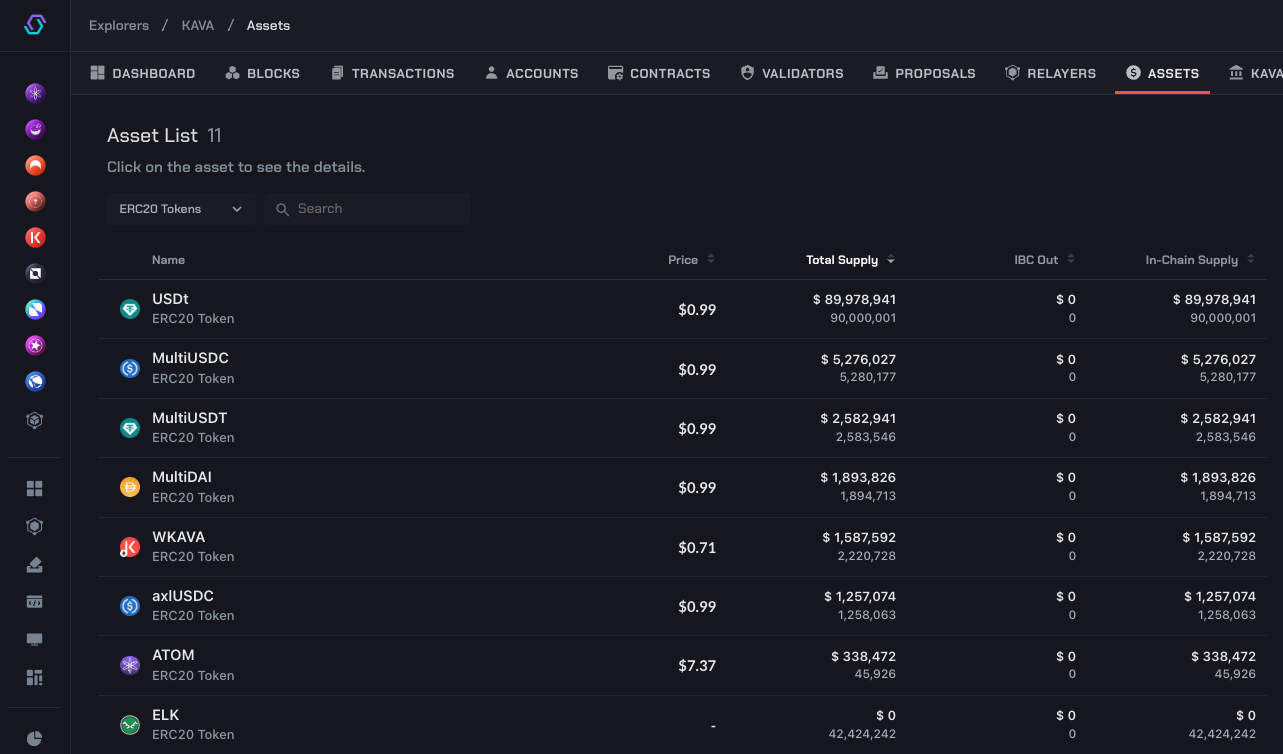 Explorers / KAVA / Assets
DASHBOARD BLOCKS TRANSACTIONS ACCOUNTS CONTRACTS VALIDATORS PROPOSALS RELAYERS ASSETS KAVA
Asset List 11
Click on the asset to see the details.
ERC20 Tokens Search
Name Price Total Supply IBC Out In-Chain Supply
USDt $0.99 $ 89,978,941 $ 0 $ 89,978,941
ERC20 Token 90,000,001 0 90,000,001
MultiUSDC $0.99 $ 5,276,027 $ 0 $ 5,276,027
ERC20 Token 5,280,177 0 5,280,177
MultiUSDT $0.99 $ 2,582,941 $ 0 $ 2,582,941
ERC20 Token 2,583,546 0 2,583,546
MultiDAI $0.99 $ 1,893,826 $ 0 $ 1,893,826
ERC20 Token 1,894,713 0 1,894,713
WKAVA $0.71 $ 1,587,592 $ 0 $ 1,587,592
ERC20 Token 2,220,728 0 2,220,728
axlUSDC $0.99 $ 1,257,074 $ 0 $ 1,257,074
ERC20 Token 1,258,063 0 1,258,063
ATOM $7.37 $ 338,472 $ 0 $ 338,472
ERC20 Token 45,926 0 45,926
ELK - $ 0 $ 0 $ 0
ERC20 Token 42,424,242 0 42,424,242